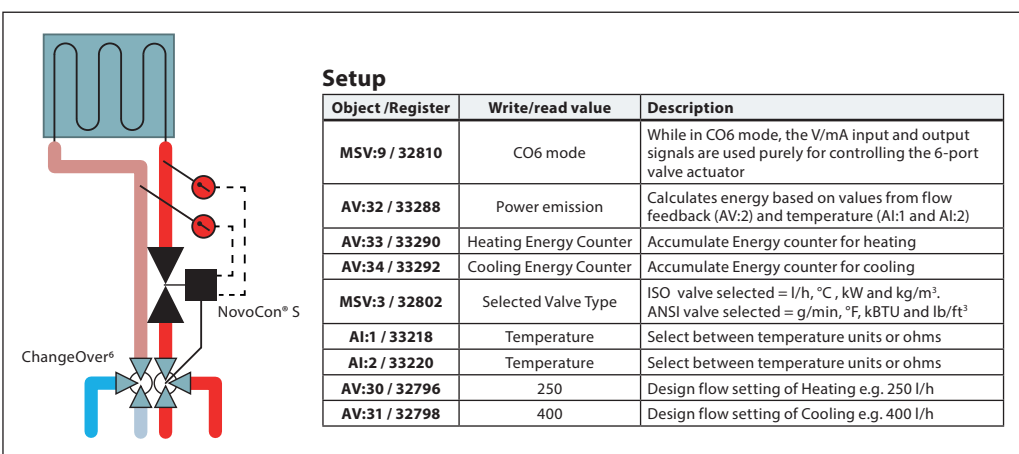 NovoCon® S
ChangeOver⁶
Setup
Object /Register Write/read value Description
MSV:9 / 32810 CO6 mode While in CO6 mode, the V/mA input and output
signals are used purely for controlling the 6-port
valve actuator
AV:32 / 33288 Power emission Calculates energy based on values from flow
feedback (AV:2) and temperature (AI:1 and AI:2)
AV:33 / 33290 Heating Energy Counter Accumulate Energy counter for heating
AV:34 / 33292 Cooling Energy Counter Accumulate Energy counter for cooling
MSV:3 / 32802 Selected Valve Type ISO valve selected = l/h, °C , kW and kg/m³.
ANSI valve selected = g/min, °F, kBTU and lb/ft³
AI:1 / 33218 Temperature Select between temperature units or ohms
AI:2 / 33220 Temperature Select between temperature units or ohms
AV:30 / 32796 250 Design flow setting of Heating e.g. 250 l/h
AV:31 / 32798 400 Design flow setting of Cooling e.g. 400 l/h